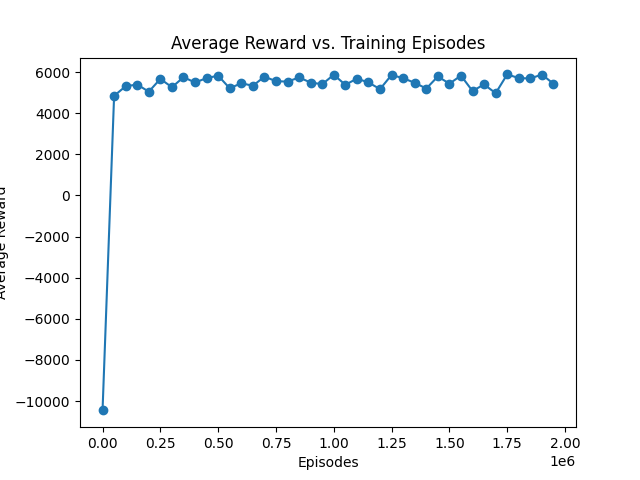 Average Reward vs. Training Episodes
6000
4000
2000
0
−2000
−4000
−6000
−8000
−10000
Average Reward
0.00 0.25 0.50 0.75 1.00 1.25 1.50 1.75 2.00
1e6
Episodes